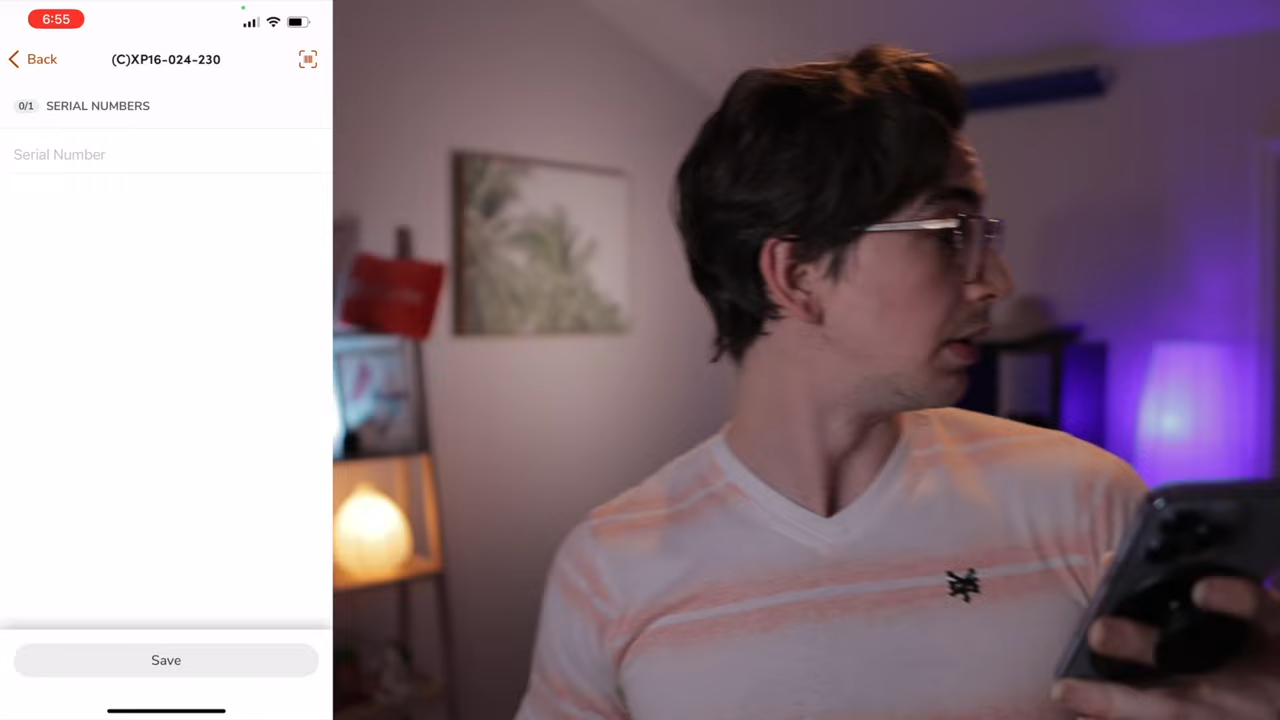 6:55
Back
(C)XP16-024-230
0/1 SERIAL NUMBERS
Serial Number
Save